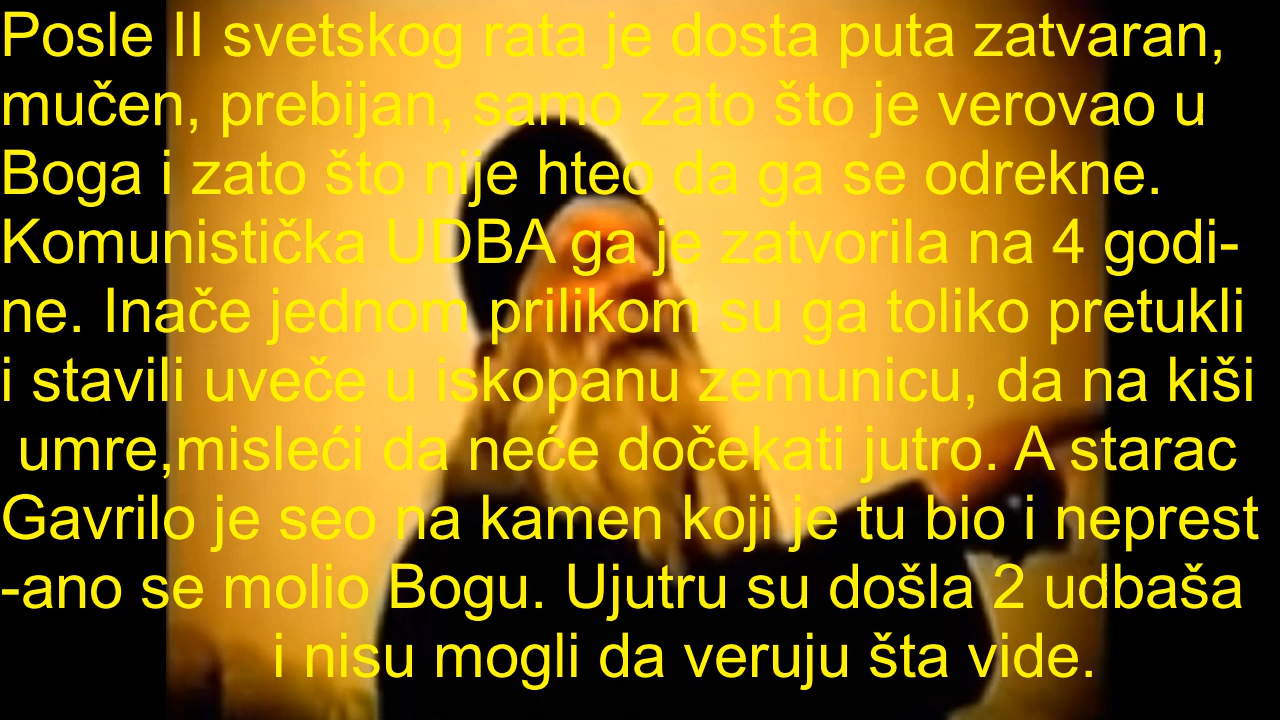 Posle II svetskog rata je dosta puta zatvaran,
mučen, prebijan, samo zato što je verovao u
Boga i zato što nije hteo da ga se odrekne.
Komunistička UDBA ga je zatvorila na 4 godi-
ne. Inače jednom prilikom su ga toliko pretukli
i stavili uveče u iskopanu zemunicu, da na kiši
umre,misleći da neće dočekati jutro. A starac
Gavrilo je seo na kamen koji je tu bio i neprest
-ano se molio Bogu. Ujutru su došla 2 udbaša
i nisu mogli da veruju šta vide.